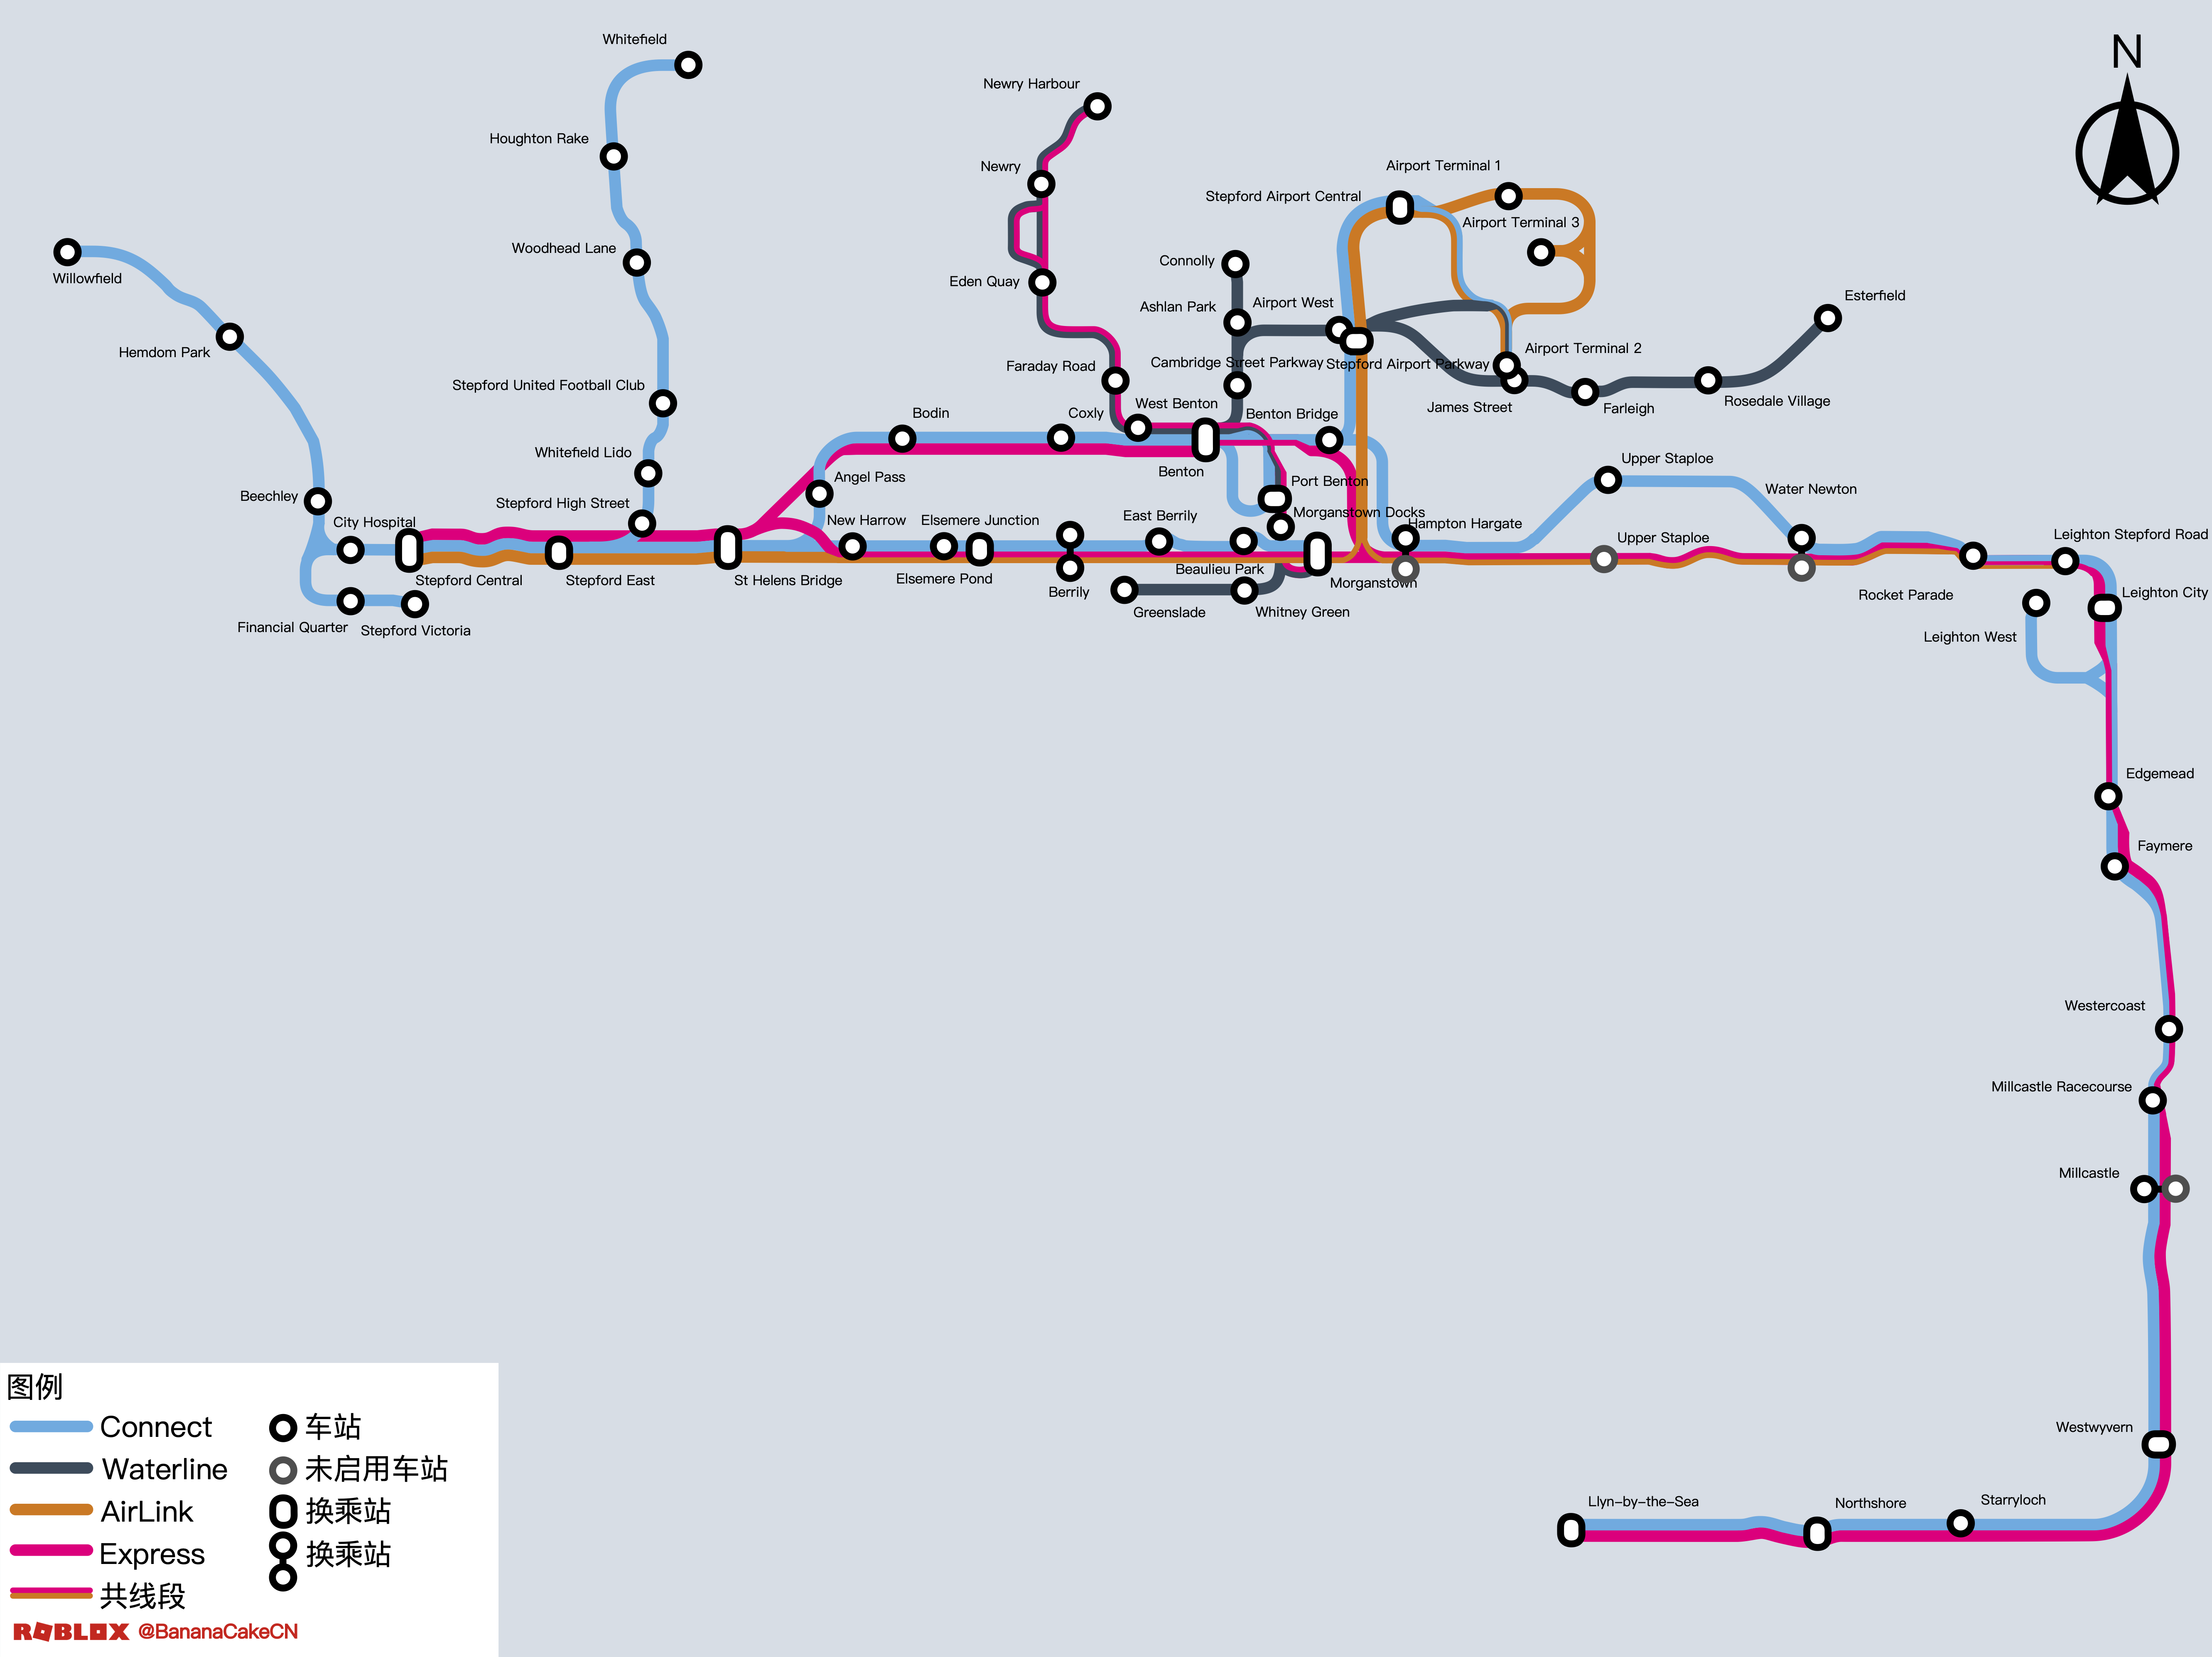 N
Whitefield
Newry Harbour
Houghton Rake
Newry
Airport Terminal 1
Stepford Airport Central
Airport Terminal 3
Woodhead Lane
Willowfield
Connolly
Eden Quay
Ashlan Park
Airport West
Esterfield
Hemdom Park
Airport Terminal 2
Faraday Road
Cambridge Street Parkway
Stepford Airport Parkway
Stepford United Football Club
Rosedale Village
James Street
Farleigh
West Benton
Bodin
Coxly
Benton Bridge
Whitefield Lido
Upper Staploe
Benton
Angel Pass
Port Benton
Water Newton
Beechley
Stepford High Street
Morganstown Docks
City Hospital
New Harrow
Elsemere Junction
East Berrily
Hampton Hargate
Upper Staploe
Leighton Stepford Road
Beaulieu Park
Stepford Central
Stepford East
St Helens Bridge
Elsemere Pond
Morganstown
Berrily
Rocket Parade
Leighton City
Greenslade
Whitney Green
Financial Quarter
Stepford Victoria
Leighton West
Edgemead
Faymere
Westercoast
Millcastle Racecourse
Millcastle
Westwyvern
Llyn-by-the-Sea
Northshore
Starryloch
图例
Connect
车站
Waterline
未启用车站
AirLink
换乘站
Express
换乘站
共线段
ROBLOX @BananaCakeCN